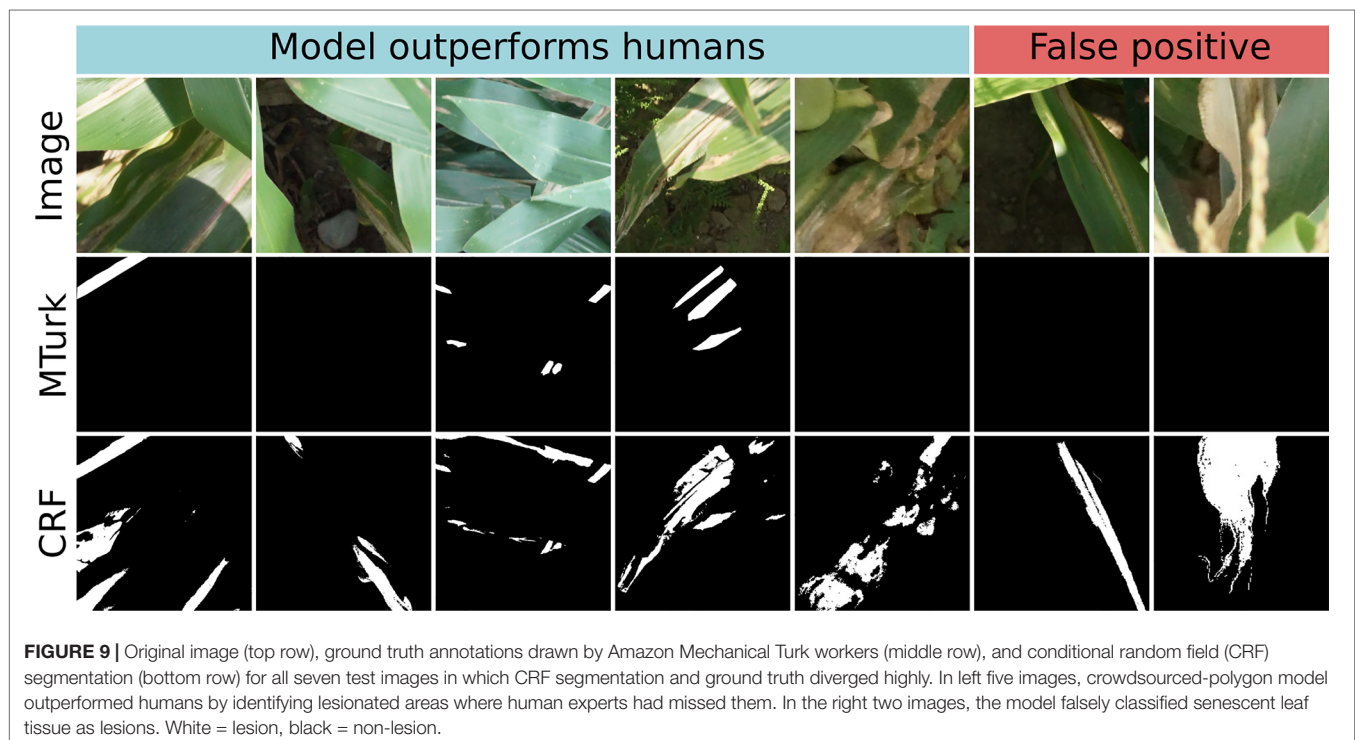 Model outperforms humans
False positive
Image
MTurk
CRF
FIGURE 9 | Original image (top row), ground truth annotations drawn by Amazon Mechanical Turk workers (middle row), and conditional random field (CRF)
segmentation (bottom row) for all seven test images in which CRF segmentation and ground truth diverged highly. In left five images, crowdsourced-polygon model
outperformed humans by identifying lesionated areas where human experts had missed them. In the right two images, the model falsely classified senescent leaf
tissue as lesions. White = lesion, black = non-lesion.